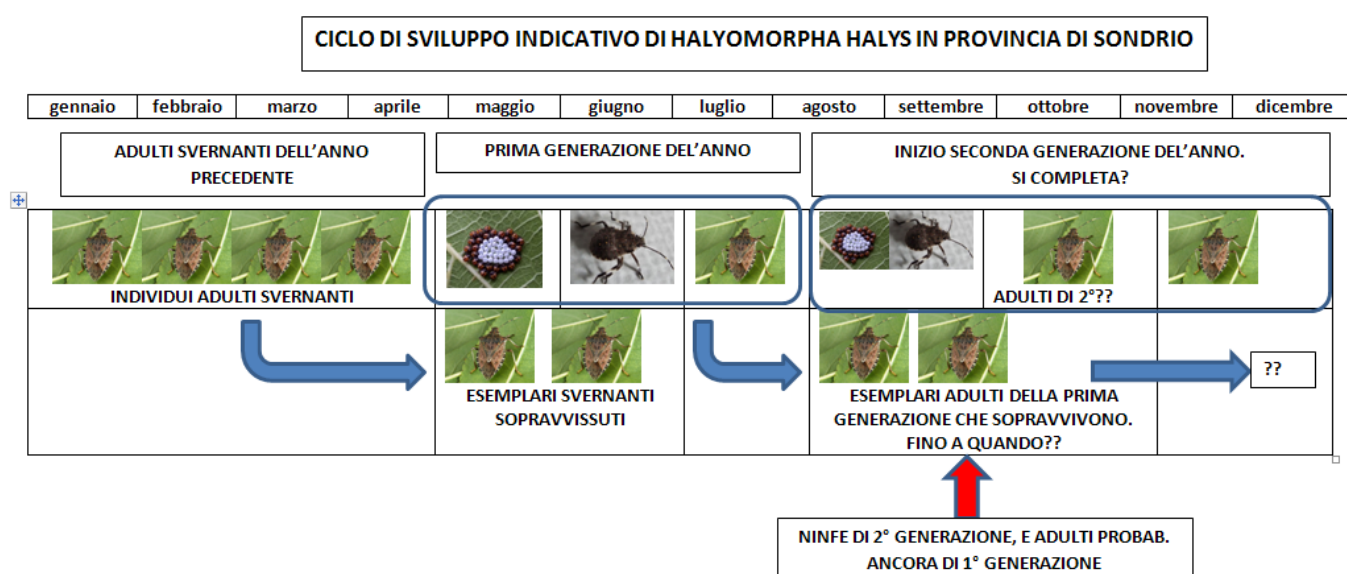 CICLO DI SVILUPPO INDICATIVO DI HALYOMORPHA HALYS IN PROVINCIA DI SONDRIO
gennaio febbraio marzo aprile maggio giugno luglio agosto settembre ottobre novembre dicembre
ADULTI SVERNANTI DELL'ANNO
PRECEDENTE
PRIMA GENERAZIONE DEL'ANNO
INIZIO SECONDA GENERAZIONE DEL'ANNO.
SI COMPLETA?
INDIVIDUI ADULTI SVERNANTI
ADULTI DI 2°??
ESEMPLARI SVERNANTI
SOPRAVVISSUTI
ESEMPLARI ADULTI DELLA PRIMA
GENERAZIONE CHE SOPRAVVIVONO.
FINO A QUANDO??
??
NINFE DI 2° GENERAZIONE, E ADULTI PROBAB.
ANCORA DI 1° GENERAZIONE